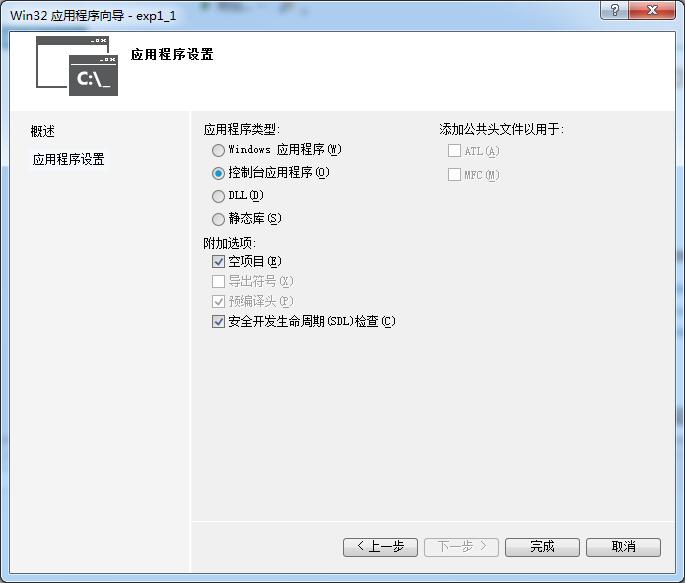 Win32 应用程序向导 - exp1_1
?
C:\_
应用程序设置
概述
应用程序设置
应用程序类型:
Windows 应用程序(W)
控制台应用程序(O)
DLL(D)
静态库(S)
附加选项:
空项目(E)
导出符号(X)
预编译头(P)
安全开发生命周期(SDL)检查(C)
添加公共头文件以用于:
ATL(A)
MFC(M)
< 上一步
下一步 >
完成
取消